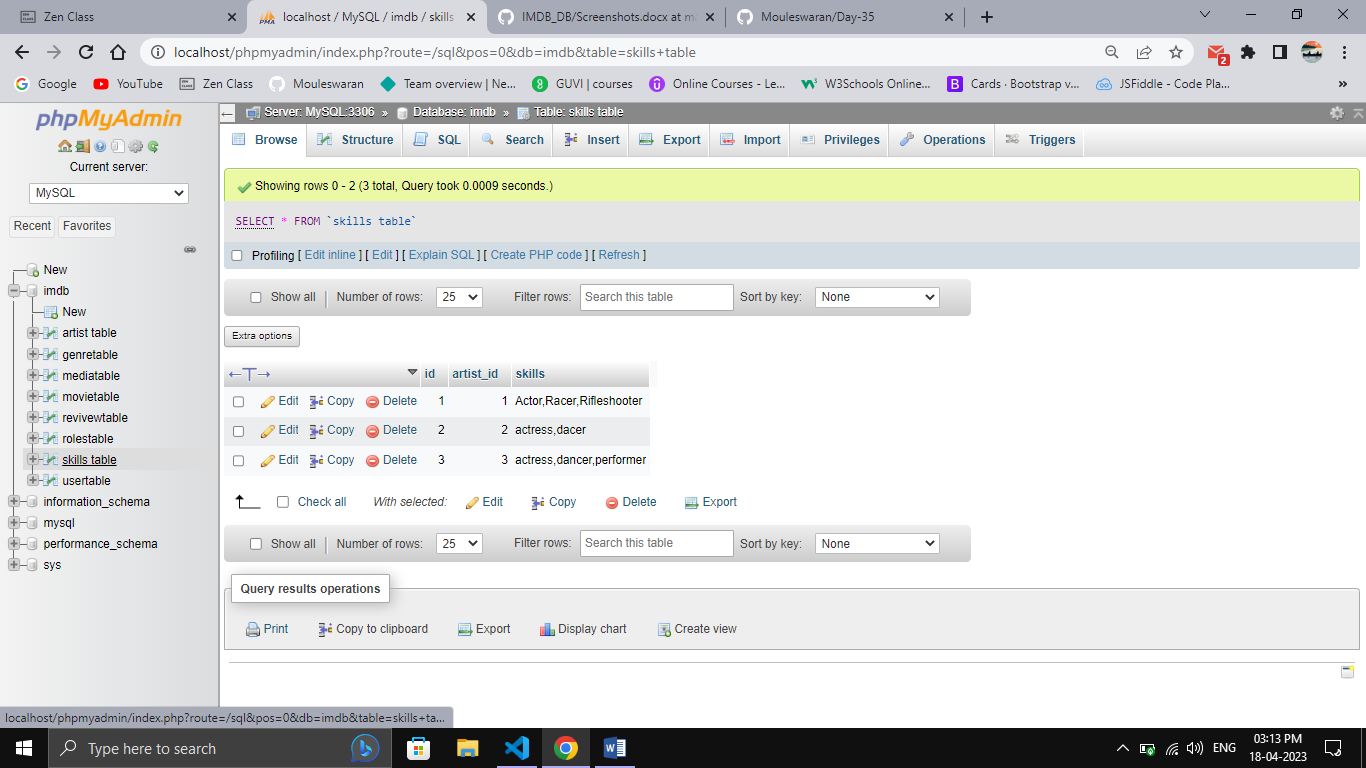 Zen Class
localhost / MySQL / imdb / skills
IMDB_DB/Screenshots.docx at ma
Mouleswaran/Day-35
localhost/phpmyadmin/index.php?route=/sql&pos=0&db=imdb&table=skills+table
2
Google
YouTube
Zen Class
Mouleswaran
Team overview | Ne...
GUVI | courses
Online Courses - Le...
W3Schools Online...
Cards · Bootstrap v...
JSFiddle - Code Pla...
»
phpMyAdmin
Current server:
MySQL
Recent Favorites
New
imdb
New
artist table
genretable
mediatable
movietable
revivewtable
rolestable
skills table
usertable
information_schema
mysql
performance_schema
sys
Server: MySQL:3306 » Database: imdb » Table: skills table
Browse Structure SQL Search Insert Export Import Privileges Operations Triggers
Showing rows 0 - 2 (3 total, Query took 0.0009 seconds.)
SELECT * FROM `skills table`
Profiling [ Edit inline ] [ Edit ] [ Explain SQL ] [ Create PHP code ] [ Refresh ]
Show all Number of rows: 25 Filter rows: Search this table Sort by key: None
Extra options
←T→ id artist_id skills
Edit Copy Delete 1 1 Actor,Racer,Rifleshooter
Edit Copy Delete 2 2 actress,dacer
Edit Copy Delete 3 3 actress,dancer,performer
Check all With selected: Edit Copy Delete Export
Show all Number of rows: 25 Filter rows: Search this table Sort by key: None
Query results operations
Print Copy to clipboard Export Display chart Create view
localhost/phpmyadmin/index.php?route=/sql&pos=0&db=imdb&table=skills+ta...
Type here to search
ENG
03:13 PM
18-04-2023